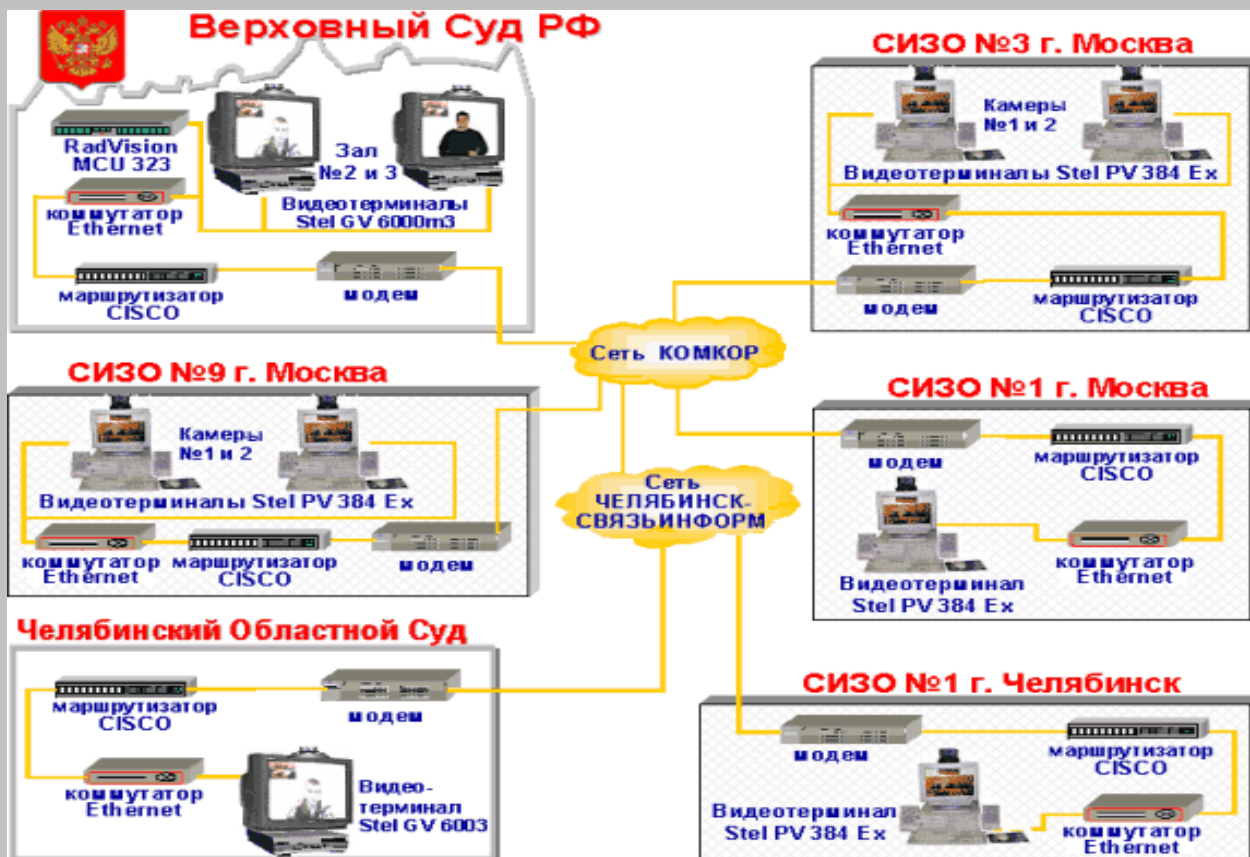 Верховный Суд РФ
RadVision
MCU 323
Зал
№2 и 3
коммутатор
Ethernet
Видеотерминалы
Stel GV 6000m3
маршрутизатор
CISCO
модем
СИЗО №3 г. Москва
Камеры
№1 и 2
Видеотерминалы Stel PV 384 Ex
коммутатор
Ethernet
модем
маршрутизатор
CISCO
Сеть КОМКОР
СИЗО №9 г. Москва
Камеры
№1 и 2
Видеотерминалы Stel PV 384 Ex
коммутатор
Ethernet
маршрутизатор
CISCO
модем
СИЗО №1 г. Москва
модем
маршрутизатор
CISCO
Видеотерминал
Stel PV 384 Ex
коммутатор
Ethernet
Сеть
ЧЕЛЯБИНСК-
СВЯЗЬИНФОРМ
Челябинский Областной Суд
маршрутизатор
CISCO
модем
коммутатор
Ethernet
Видео-
терминал
Stel GV 6003
СИЗО №1 г. Челябинск
модем
маршрутизатор
CISCO
Видеотерминал
Stel PV 384 Ex
коммутатор
Ethernet